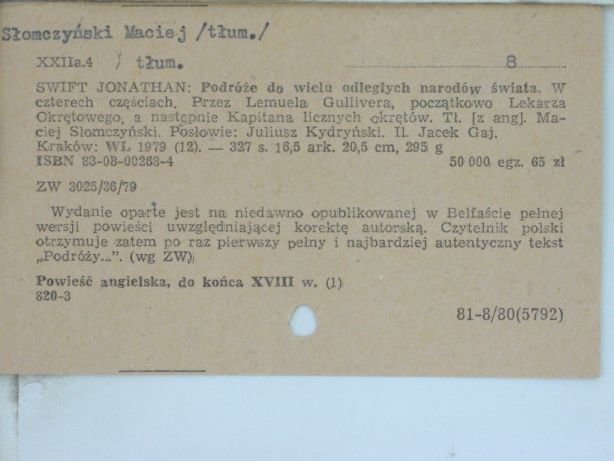 Słomczyński Maciej /tłum./
XXIIa.4 ; tłum. 8
SWIFT JONATHAN: Podróże do wielu odległych narodów świata. W
czterech częściach. Przez Lemuela Gullivera, początkowo Lekarza
Okrętowego, a następnie Kapitana licznych okrętów. Tł. [z ang]. Ma-
ciej Słomczyński. Posłowie: Juliusz Kydryński. Il. Jacek Gaj.
Kraków: WL 1979 (12). — 327 s. 16,5 ark. 20,5 cm, 295 g
ISBN 83-08-00268-4 50 000 egz. 65 zł
ZW 3025/36/79
Wydanie oparte jest na niedawno opublikowanej w Belfaście pełnej
wersji powieści uwzględniającej korektę autorską. Czytelnik polski
otrzymuje zatem po raz pierwszy pełny i najbardziej autentyczny tekst
„Podróży...”. (wg ZW)
Powieść angielska, do końca XVIII w. (1)
820-3
81-8/80(5792)